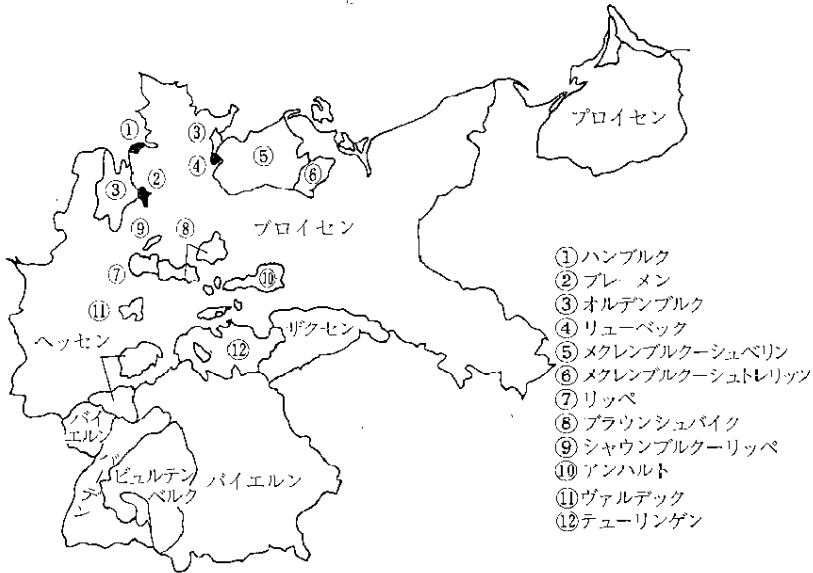 プロイセン
①
③
⑤
④
⑥
③
②
⑨
⑧
プロイセン
⑦
⑩
⑪
ヘッセン
ザクセン
⑫
バイ
エルン
バーデン
ビュルテン
ベルク
バイエルン
①ハンブルク
②ブレーメン
③オルデンブルク
④リューベック
⑤メクレンブルクーシュベリン
⑥メクレンブルクーシュトレリッツ
⑦リッペ
⑧ブラウンシュバイク
⑨シャウンブルクーリッペ
⑩アンハルト
⑪ヴァルデック
⑫テューリンゲン